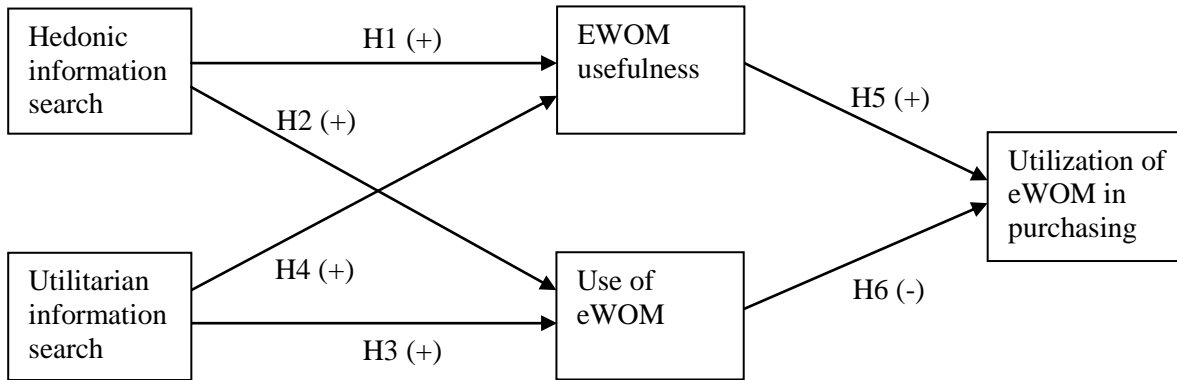 Hedonic
information
search
H1 (+)
EWOM
usefulness
H2 (+)
H5 (+)
Utilization of
eWOM in
purchasing
Utilitarian
information
search
H4 (+)
H3 (+)
Use of
eWOM
H6 (-)